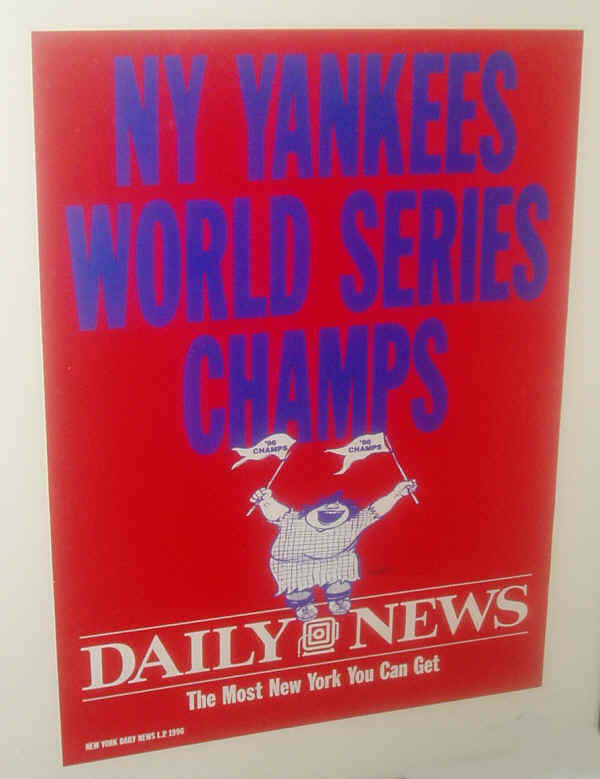 NY YANKEES
WORLD SERIES
CHAMPS
'96
CHAMPS
'96
CHAMPS
DAILY NEWS
The Most New York You Can Get
NEW YORK DAILY NEWS L.P. 1996